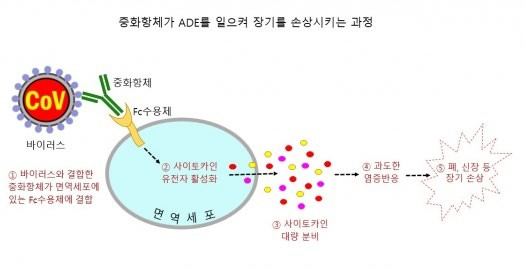 중화항체가 ADE를 일으켜 장기를 손상시키는 과정
중화항체
CoV
Fc수용체
바이러스
① 바이러스와 결합한
중화항체가 면역세포에
있는 Fc수용체에 결합
② 사이토카인
유전자 활성화
면역세포
③ 사이토카인
대량 분비
④ 과도한
염증반응
⑤ 폐, 신장 등
장기 손상